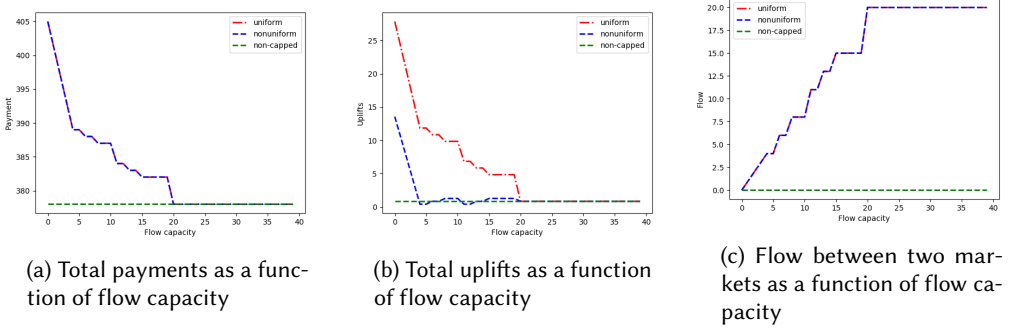 405
400
395
390
385
380
Payment
0 5 10 15 20 25 30 35 40
Flow capacity
uniform
nonuniform
non-capped
(a) Total payments as a func-
tion of flow capacity
25
20
15
10
5
0
Uplifts
0 5 10 15 20 25 30 35 40
Flow capacity
uniform
nonuniform
non-capped
(b) Total uplifts as a function
of flow capacity
20.0
17.5
15.0
12.5
10.0
7.5
5.0
2.5
0.0
Flow
0 5 10 15 20 25 30 35 40
Flow capacity
uniform
nonuniform
non-capped
(c) Flow between two mar-
kets as a function of flow ca-
pacity